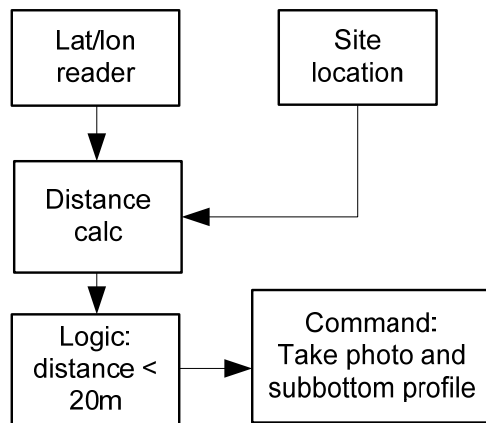 Lat/lon
reader
Site
location
Distance
calc
Logic:
distance <
20m
Command:
Take photo and
subbottom profile